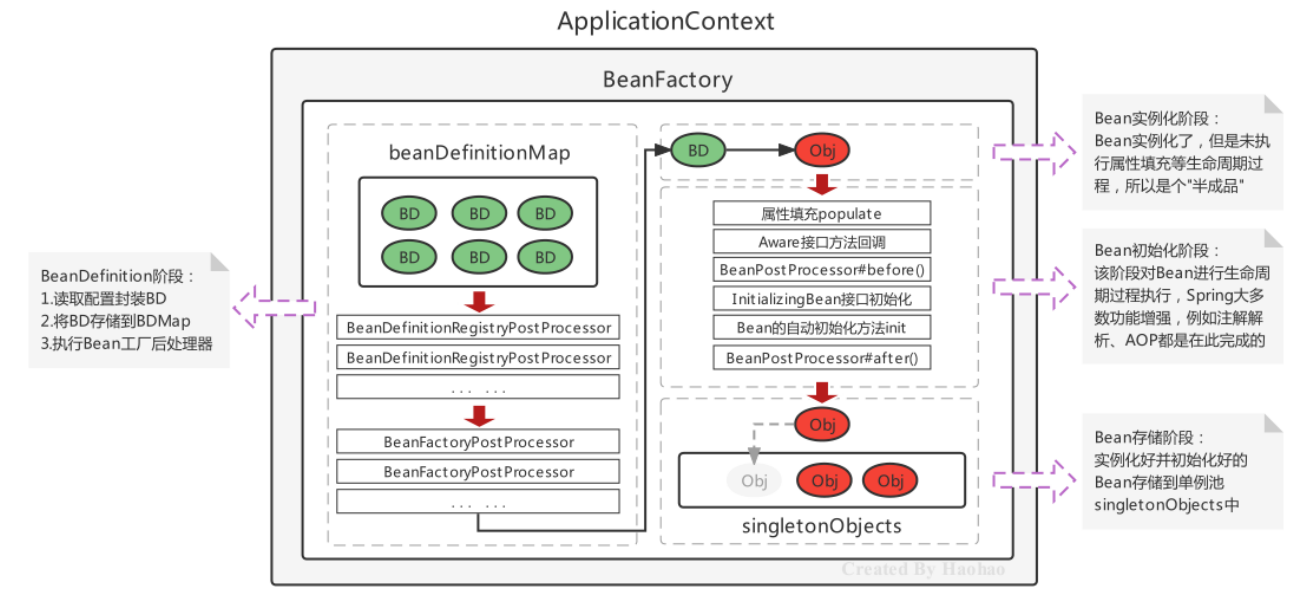 ApplicationContext
BeanFactory
beanDefinitionMap
BD
BD
BD
BD
BD
BD
BeanDefinitionRegistryPostProcessor
BeanDefinitionRegistryPostProcessor
... ...
BeanFactoryPostProcessor
BeanFactoryPostProcessor
... ...
BeanDefinition阶段：
1.读取配置封装BD
2.将BD存储到BDMap
3.执行Bean工厂后处理器
BD
Obj
属性填充populate
Aware接口方法回调
BeanPostProcessor#before()
InitializingBean接口初始化
Bean的自动初始化方法init
BeanPostProcessor#after()
Obj
Obj
Obj
Obj
singletonObjects
Bean实例化阶段：
Bean实例化了，但是未执
行属性填充等生命周期过
程，所以是个"半成品"
Bean初始化阶段：
该阶段对Bean进行生命周
期过程执行，Spring大多
数功能增强，例如注解解
析、AOP都是在此完成的
Bean存储阶段：
实例化好并初始化好的
Bean存储到单例池
singletonObjects中
Created By Haohao